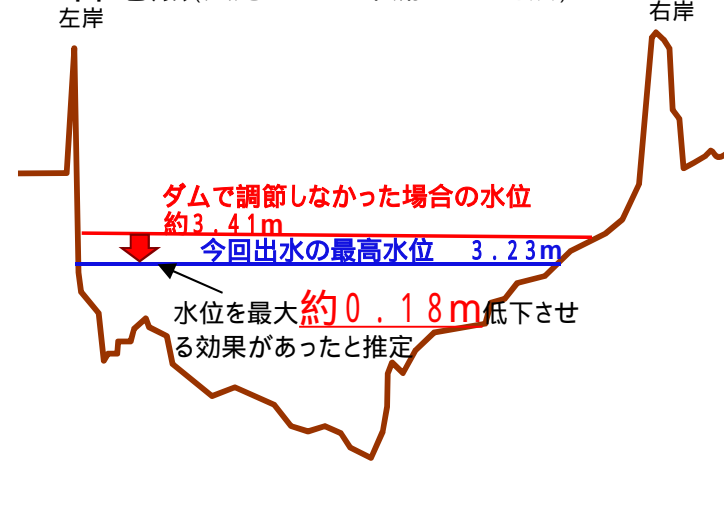 左岸
右岸
ダムで調節しなかった場合の水位
約3.41m
今回出水の最高水位　3.23m
水位を最大約0.18m低下させ
る効果があったと推定